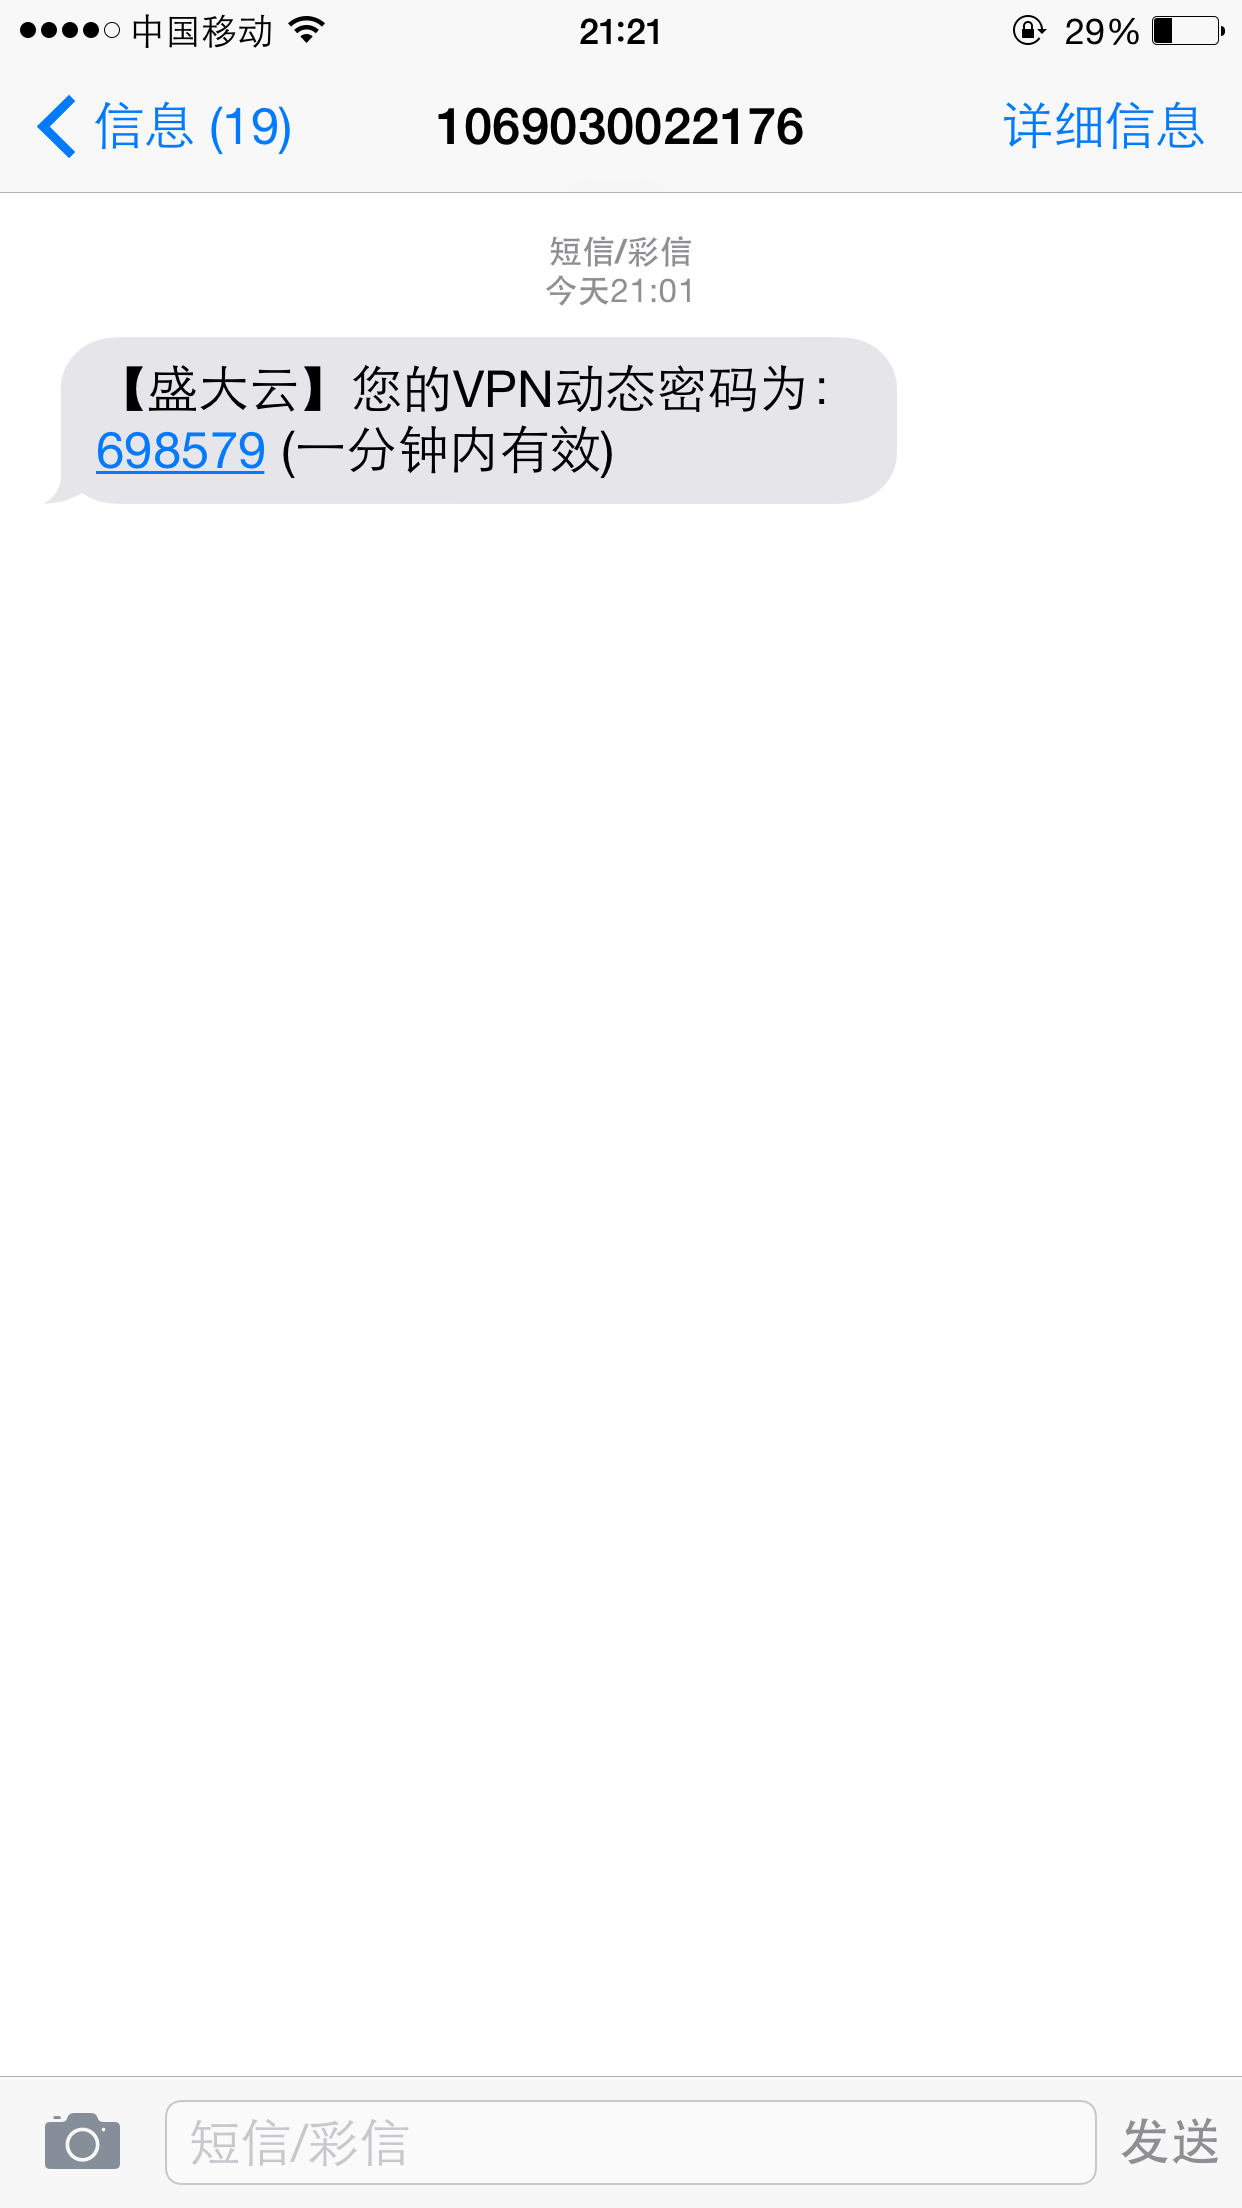 中国移动 21:21 29%
信息 (19) 1069030022176 详细信息
短信/彩信
今天21:01
【盛大云】您的VPN动态密码为：
698579 (一分钟内有效)
短信/彩信 发送